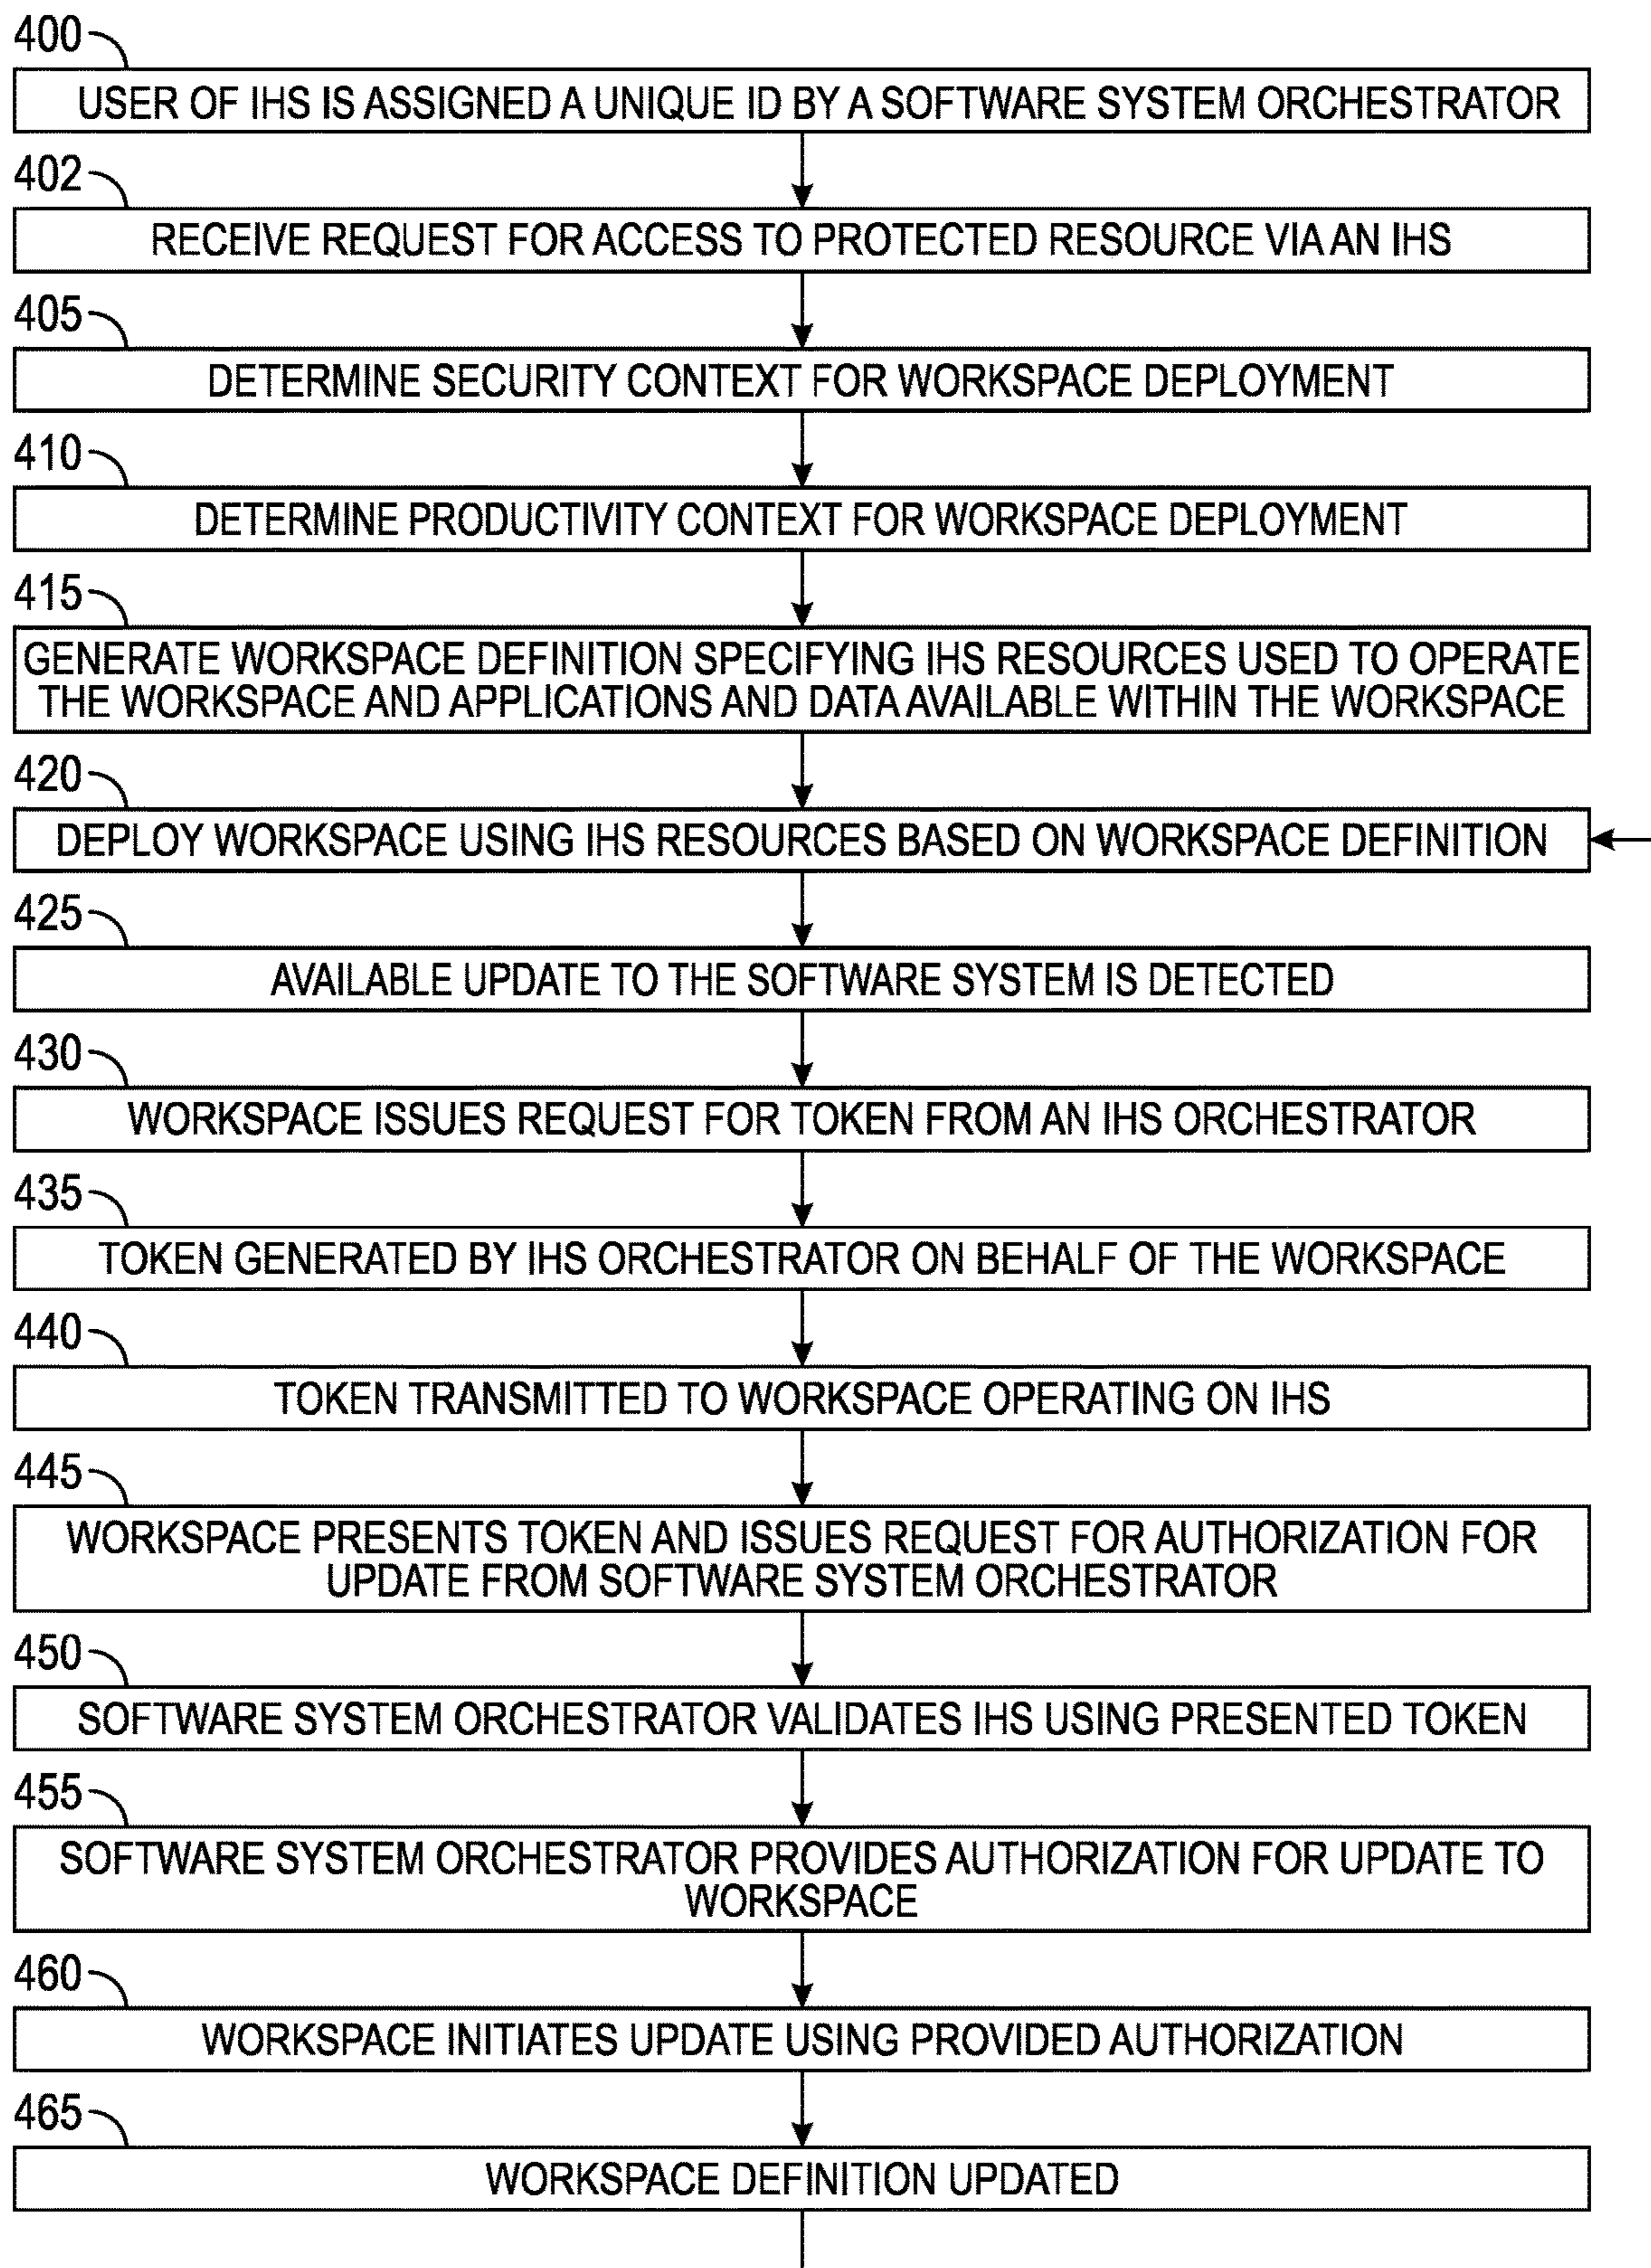 400
USER OF IHS IS ASSIGNED A UNIQUE ID BY A SOFTWARE SYSTEM ORCHESTRATOR
402
RECEIVE REQUEST FOR ACCESS TO PROTECTED RESOURCE VIA AN IHS
405
DETERMINE SECURITY CONTEXT FOR WORKSPACE DEPLOYMENT
410
DETERMINE PRODUCTIVITY CONTEXT FOR WORKSPACE DEPLOYMENT
415
GENERATE WORKSPACE DEFINITION SPECIFYING IHS RESOURCES USED TO OPERATE
THE WORKSPACE AND APPLICATIONS AND DATA AVAILABLE WITHIN THE WORKSPACE
420
DEPLOY WORKSPACE USING IHS RESOURCES BASED ON WORKSPACE DEFINITION
425
AVAILABLE UPDATE TO THE SOFTWARE SYSTEM IS DETECTED
430
WORKSPACE ISSUES REQUEST FOR TOKEN FROM AN IHS ORCHESTRATOR
435
TOKEN GENERATED BY IHS ORCHESTRATOR ON BEHALF OF THE WORKSPACE
440
TOKEN TRANSMITTED TO WORKSPACE OPERATING ON IHS
445
WORKSPACE PRESENTS TOKEN AND ISSUES REQUEST FOR AUTHORIZATION FOR
UPDATE FROM SOFTWARE SYSTEM ORCHESTRATOR
450
SOFTWARE SYSTEM ORCHESTRATOR VALIDATES IHS USING PRESENTED TOKEN
455
SOFTWARE SYSTEM ORCHESTRATOR PROVIDES AUTHORIZATION FOR UPDATE TO
WORKSPACE
460
WORKSPACE INITIATES UPDATE USING PROVIDED AUTHORIZATION
465
WORKSPACE DEFINITION UPDATED